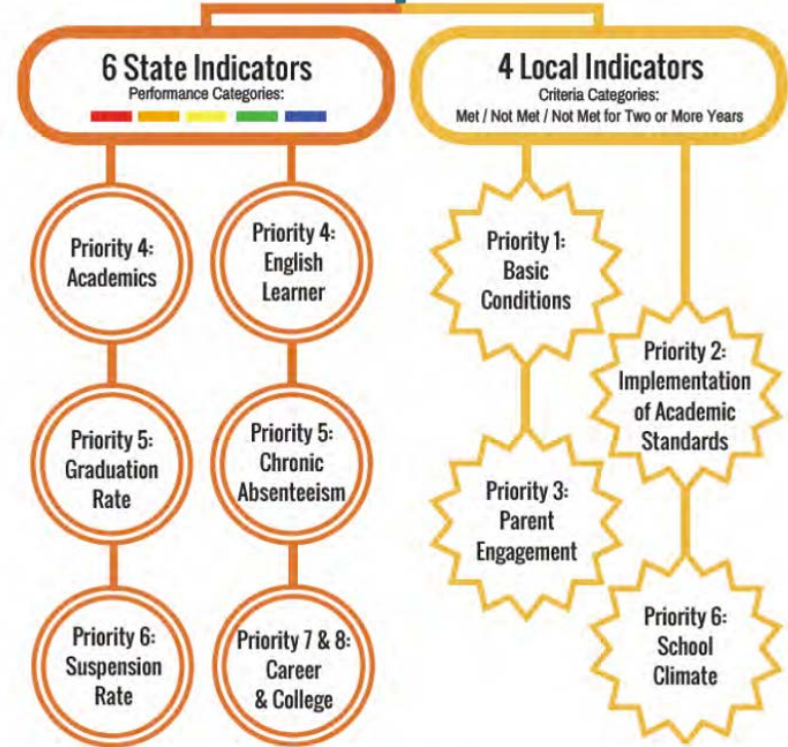 6 State Indicators
Performance Categories:
4 Local Indicators
Criteria Categories:
Met / Not Met / Not Met for Two or More Years
Priority 4:
Academics
Priority 4:
English
Learner
Priority 5:
Graduation
Rate
Priority 5:
Chronic
Absenteeism
Priority 6:
Suspension
Rate
Priority 7 & 8:
Career
& College
Priority 1:
Basic
Conditions
Priority 2:
Implementation
of Academic
Standards
Priority 3:
Parent
Engagement
Priority 6:
School
Climate